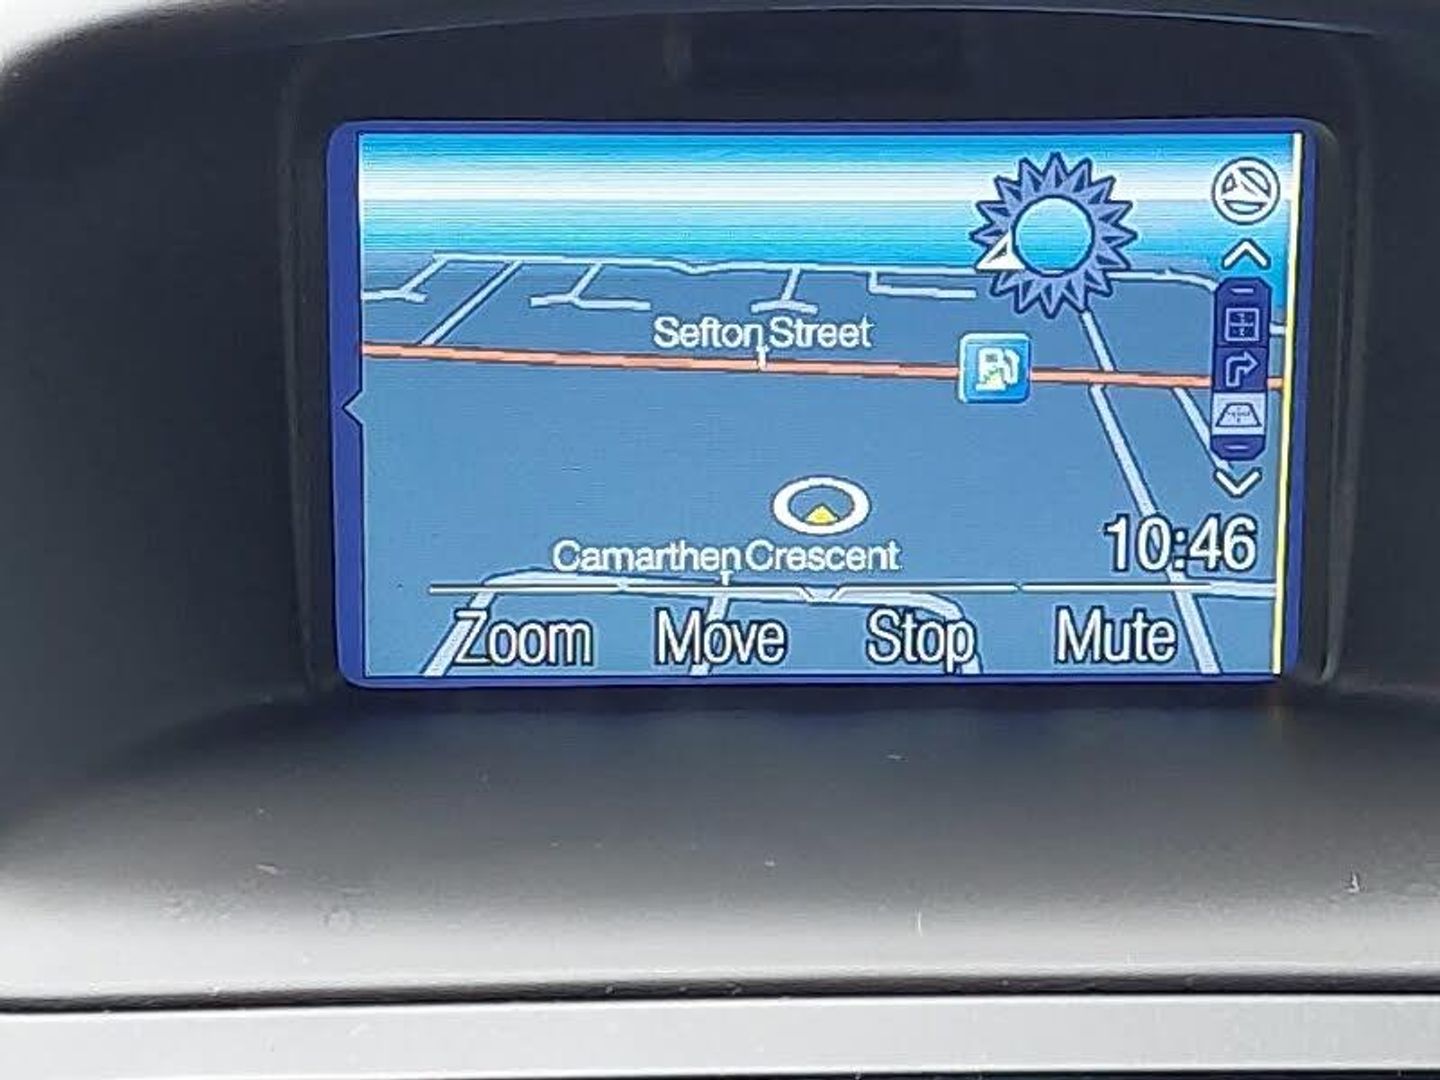 Sefton Street
Camarthen Crescent
10:46
Zoom Move Stop Mute